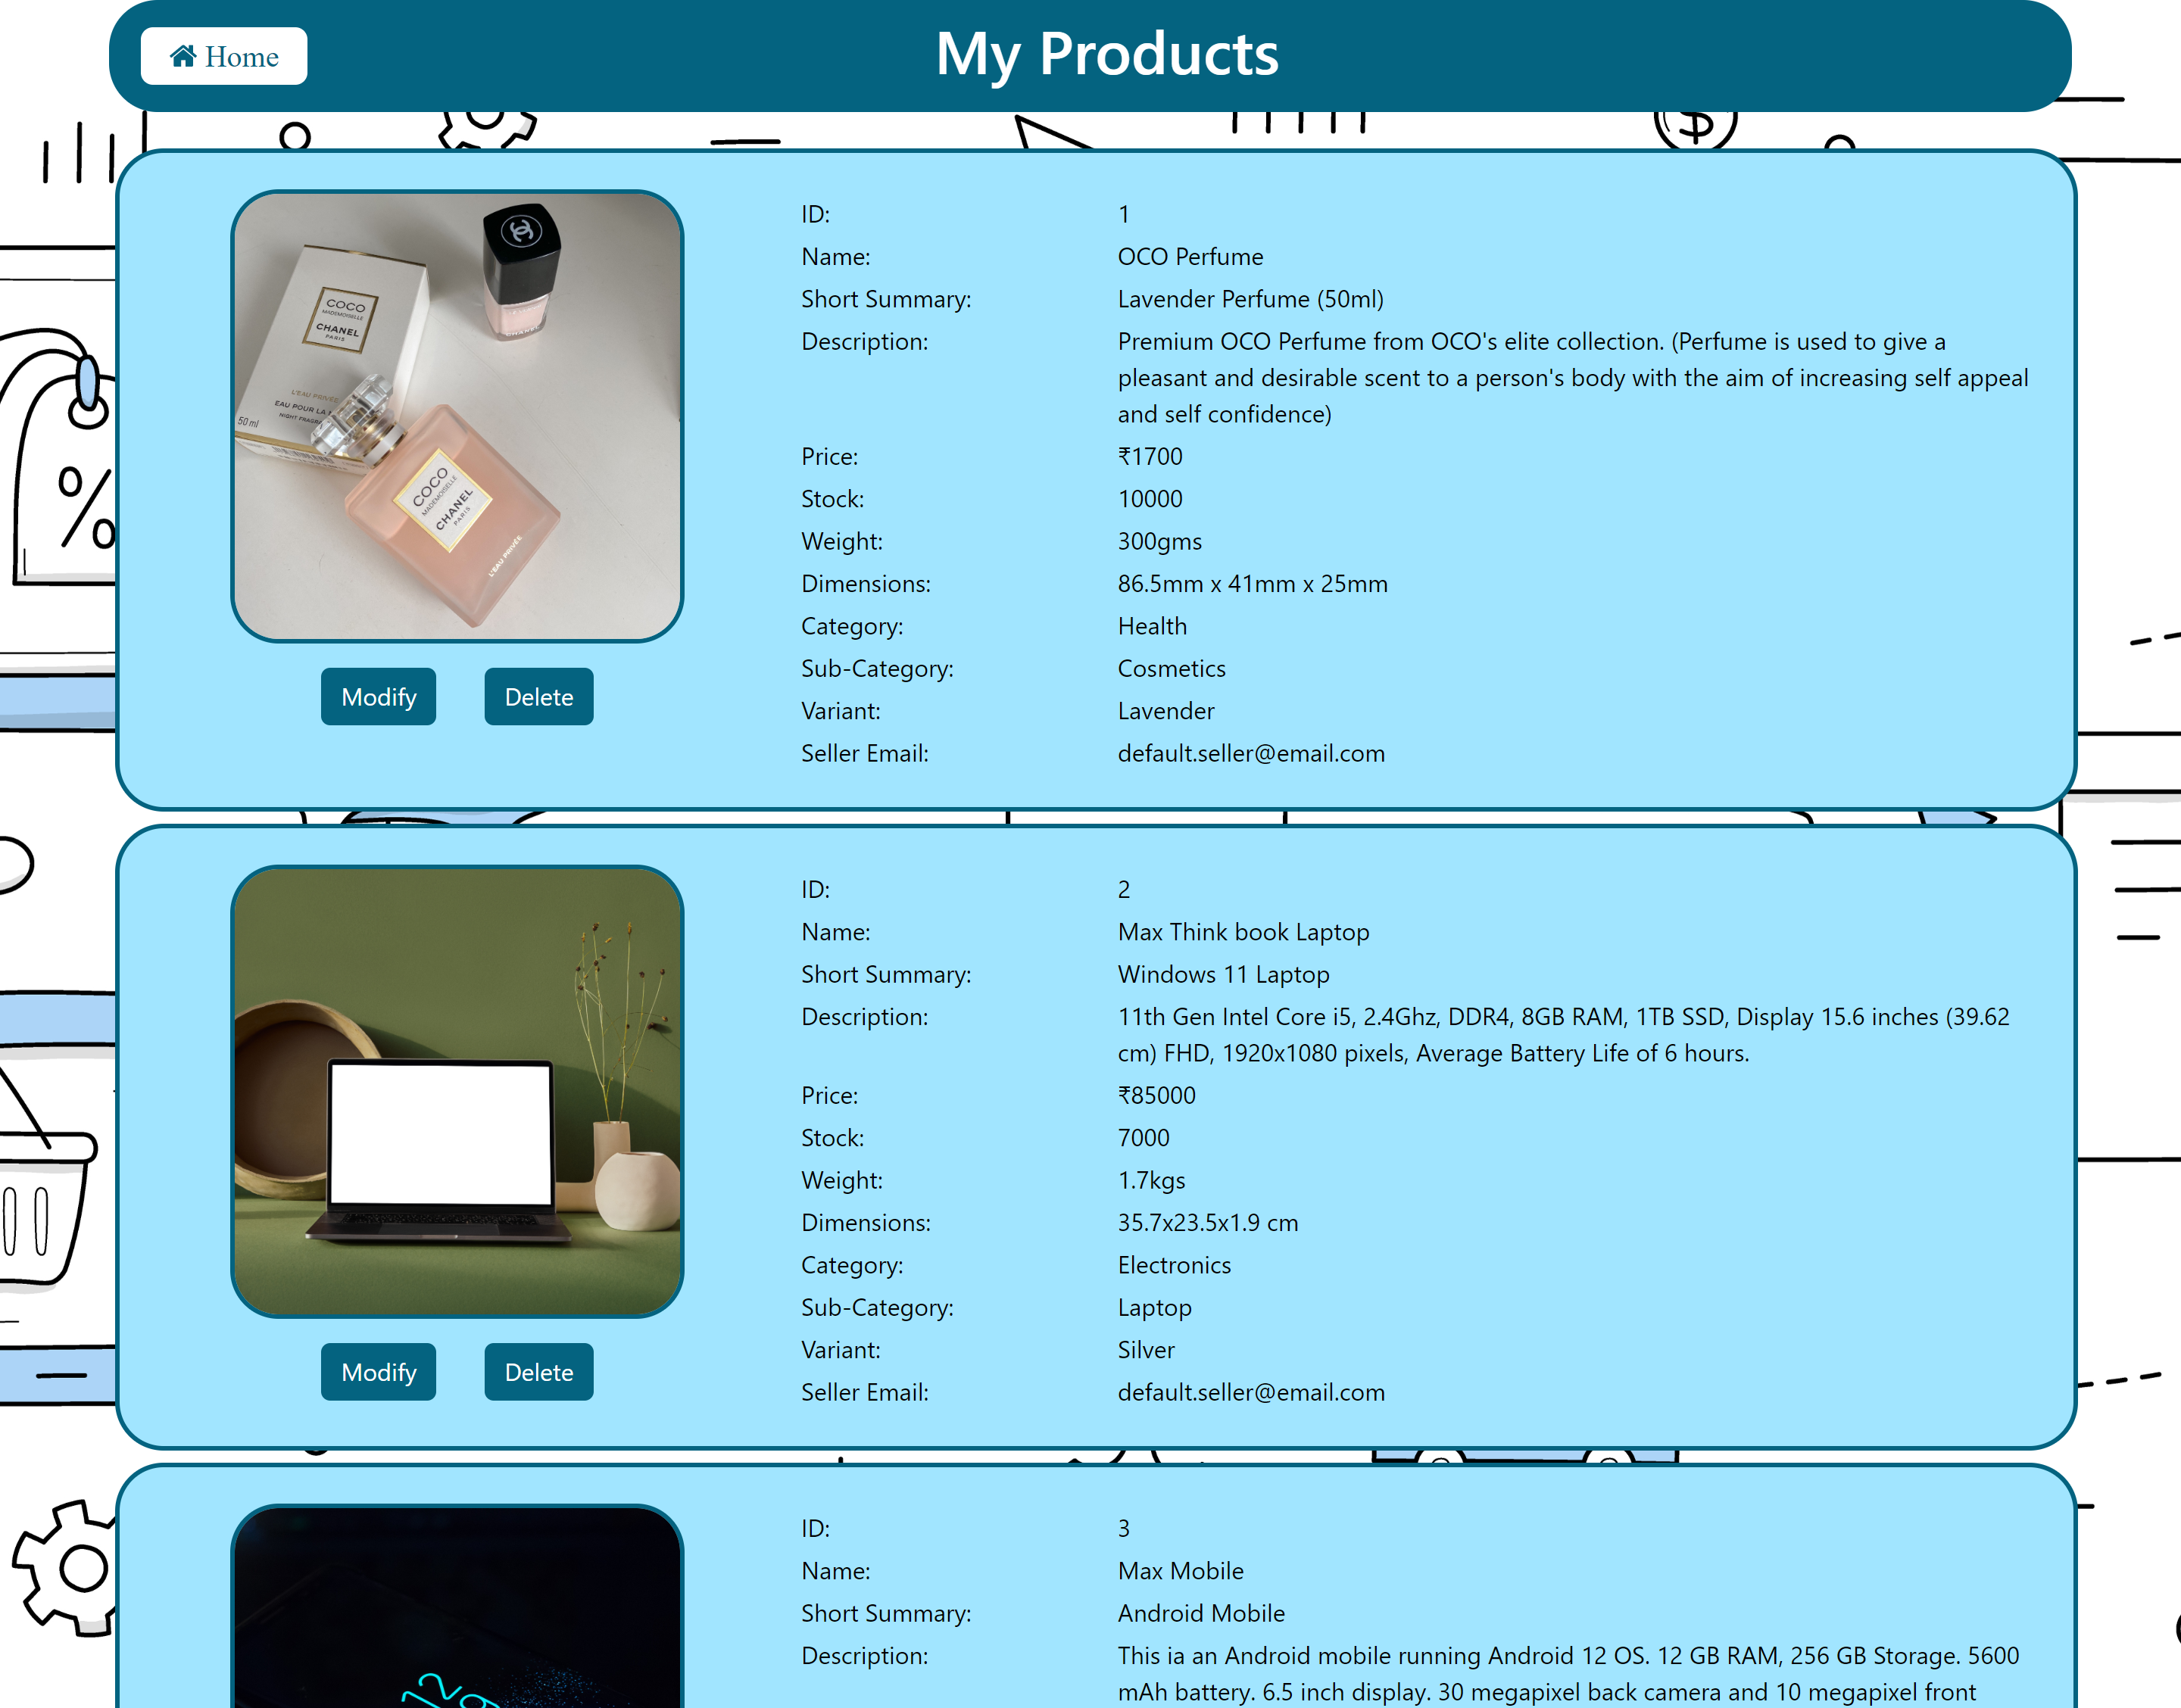 Home
My Products
$
%
COCO
MADEMOISELLE
CHANEL
PARIS
L'EAU PRIVÉE
EAU POUR LA
NIGHT
50 ml
CHANEL
COCO
MADEMOISELLE
CHANEL
PARIS
L'EAU PRIVÉE
Modify Delete
ID: 1
Name: OCO Perfume
Short Summary: Lavender Perfume (50ml)
Description: Premium OCO Perfume from OCO's elite collection. (Perfume is used to give a
pleasant and desirable scent to a person's body with the aim of increasing self appeal
and self confidence)
Price: ₹1700
Stock: 10000
Weight: 300gms
Dimensions: 86.5mm x 41mm x 25mm
Category: Health
Sub-Category: Cosmetics
Variant: Lavender
Seller Email: default.seller@email.com
Modify Delete
ID: 2
Name: Max Think book Laptop
Short Summary: Windows 11 Laptop
Description: 11th Gen Intel Core i5, 2.4Ghz, DDR4, 8GB RAM, 1TB SSD, Display 15.6 inches (39.62
cm) FHD, 1920x1080 pixels, Average Battery Life of 6 hours.
Price: ₹85000
Stock: 7000
Weight: 1.7kgs
Dimensions: 35.7x23.5x1.9 cm
Category: Electronics
Sub-Category: Laptop
Variant: Silver
Seller Email: default.seller@email.com
ID: 3
Name: Max Mobile
Short Summary: Android Mobile
Description: This ia an Android mobile running Android 12 OS. 12 GB RAM, 256 GB Storage. 5600
mAh battery. 6.5 inch display. 30 megapixel back camera and 10 megapixel front